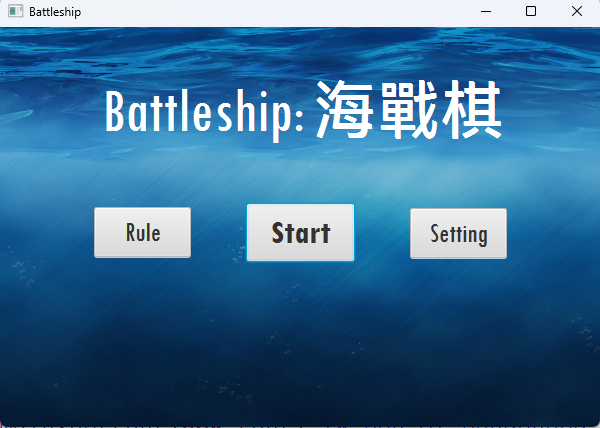 Battleship
Battleship: 海戰棋
Rule
Start
Setting